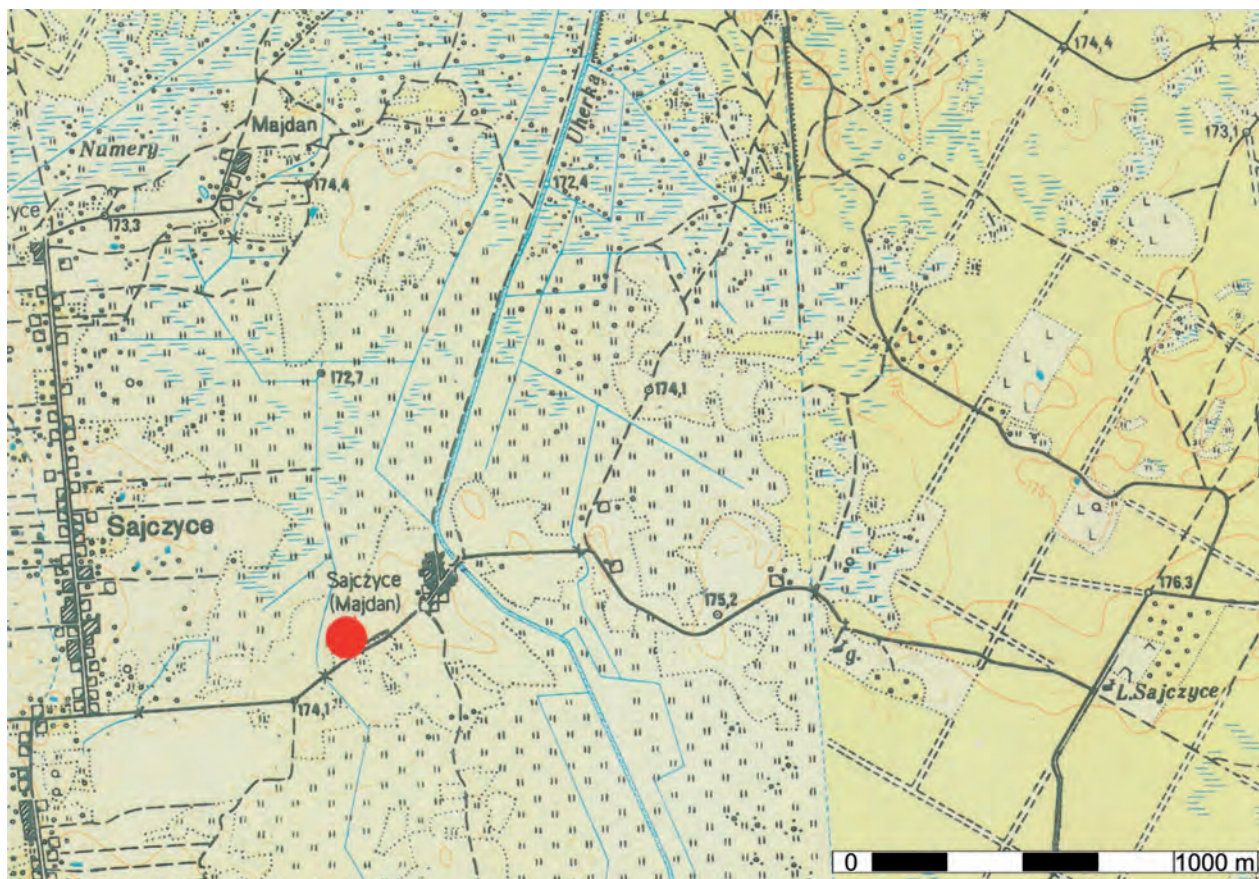 174,4
Uherka
Majdan
Numery
173,1
174,4
172,4
173,3
174,1
172,7
175
Sajczyce
Sajczyce
(Majdan)
176.3
175,2
g.
L.Sajczyce
174,1
0 1000 m